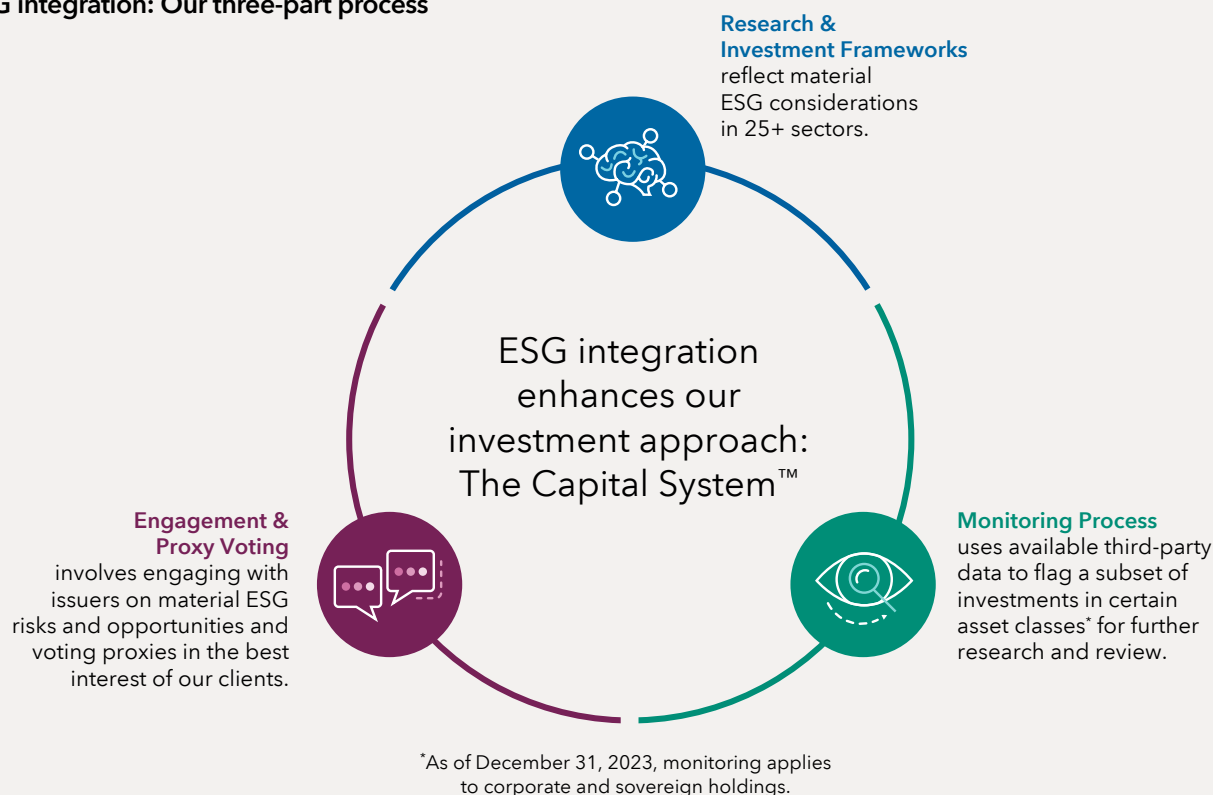 G integration: Our three-part process
Research &
Investment Frameworks
reflect material
ESG considerations
in 25+ sectors.
ESG integration
enhances our
investment approach:
The Capital System™
Engagement &
Proxy Voting
involves engaging with
issuers on material ESG
risks and opportunities and
voting proxies in the best
interest of our clients.
Monitoring Process
uses available third-party
data to flag a subset of
investments in certain
asset classes* for further
research and review.
*As of December 31, 2023, monitoring applies
to corporate and sovereign holdings.